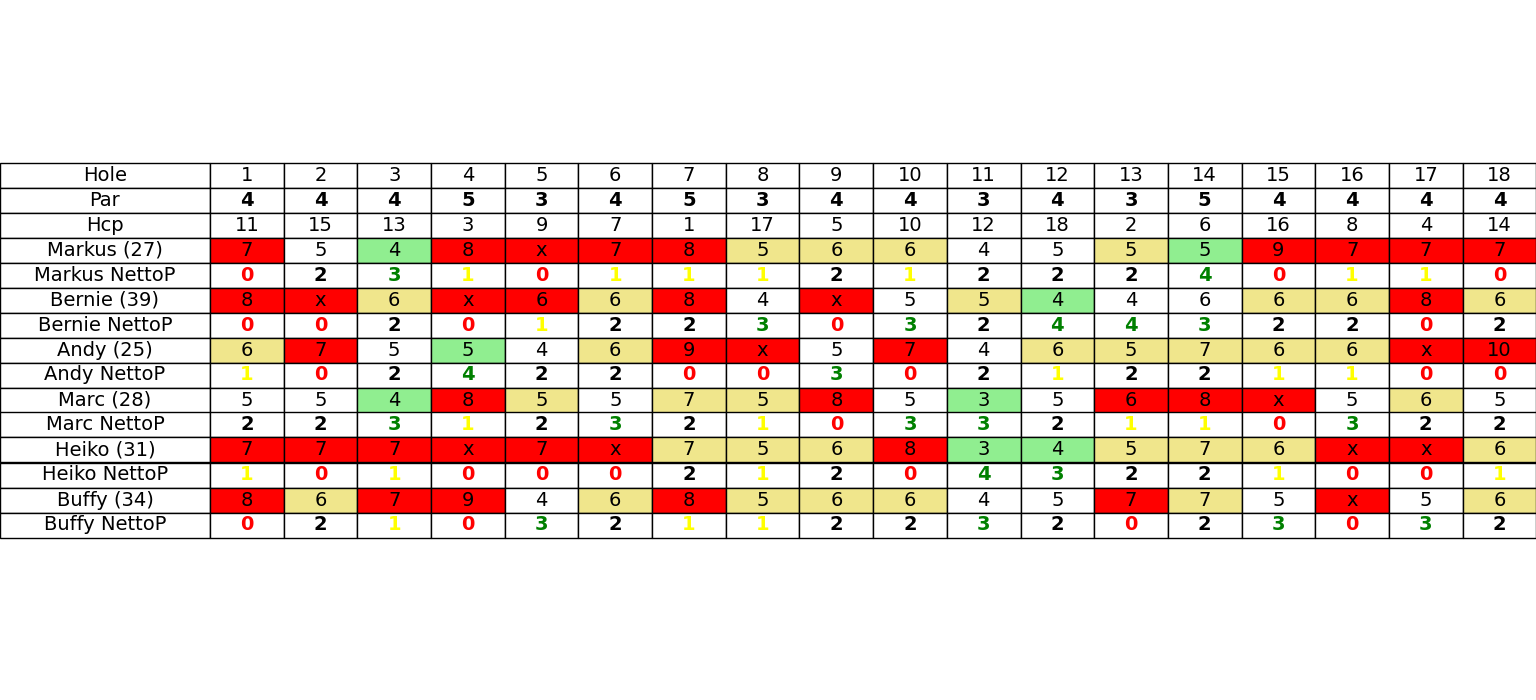 Hole 1 2 3 4 5 6 7 8 9 10 11 12 13 14 15 16 17 18
Par 4 4 4 5 3 4 5 3 4 4 3 4 3 5 4 4 4 4
Hcp 11 15 13 3 9 7 1 17 5 10 12 18 2 6 16 8 4 14
Markus (27) 7 5 4 8 x 7 8 5 6 6 4 5 5 5 9 7 7 7
Markus NettoP 0 2 3 1 0 1 1 1 2 1 2 2 2 4 0 1 1 0
Bernie (39) 8 x 6 x 6 6 8 4 x 5 5 4 4 6 6 6 8 6
Bernie NettoP 0 0 2 0 1 2 2 3 0 3 2 4 4 3 2 2 0 2
Andy (25) 6 7 5 5 4 6 9 x 5 7 4 6 5 7 6 6 x 10
Andy NettoP 1 0 2 4 2 2 0 0 3 0 2 1 2 2 1 1 0 0
Marc (28) 5 5 4 8 5 5 7 5 8 5 3 5 6 8 x 5 6 5
Marc NettoP 2 2 3 1 2 3 2 1 0 3 3 2 1 1 0 3 2 2
Heiko (31) 7 7 7 x 7 x 7 5 6 8 3 4 5 7 6 x x 6
Heiko NettoP 1 0 1 0 0 0 2 1 2 0 4 3 2 2 1 0 0 1
Buffy (34) 8 6 7 9 4 6 8 5 6 6 4 5 7 7 5 x 5 6
Buffy NettoP 0 2 1 0 3 2 1 1 2 2 3 2 0 2 3 0 3 2